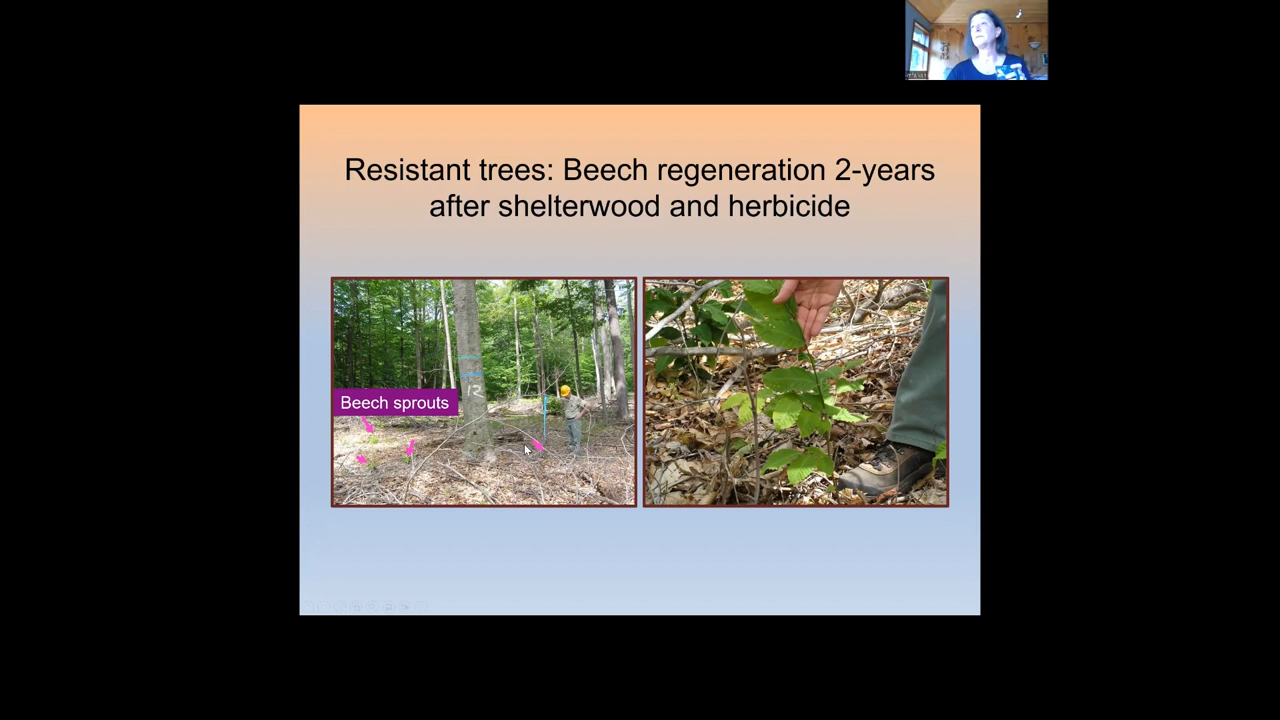 Resistant trees: Beech regeneration 2-years
after shelterwood and herbicide
12
Beech sprouts